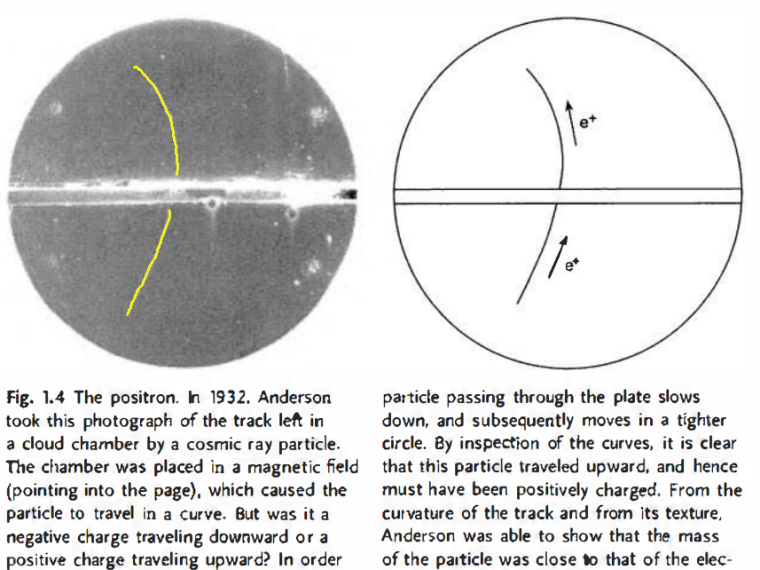 e⁺
e⁺
Fig. 1.4 The positron. In 1932, Anderson
took this photograph of the track left in
a cloud chamber by a cosmic ray particle.
The chamber was placed in a magnetic field
(pointing into the page), which caused the
particle to travel in a curve. But was it a
negative charge traveling downward or a
positive charge traveling upward? In order
particle passing through the plate slows
down, and subsequently moves in a tighter
circle. By inspection of the curves, it is clear
that this particle traveled upward, and hence
must have been positively charged. From the
curvature of the track and from its texture,
Anderson was able to show that the mass
of the particle was close to that of the elec-